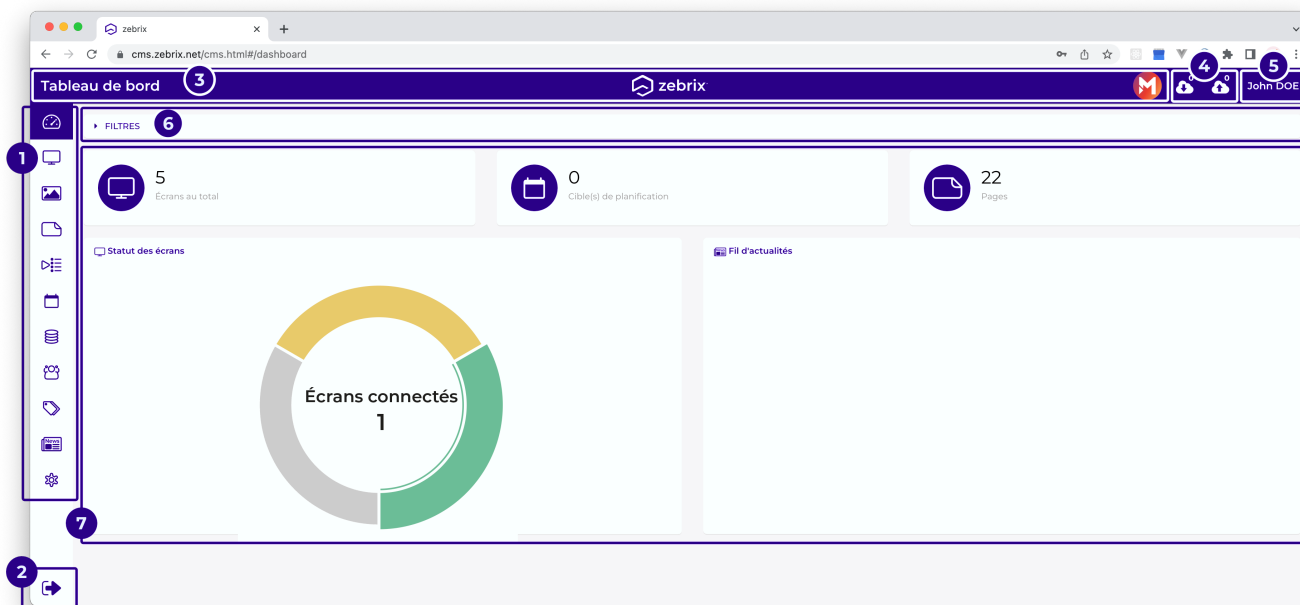 zebrix
cms.zebrix.net/cms.html#/dashboard
Tableau de bord
3
zebrix
M
0
0
4
5
John DOE
1
FILTRES
6
5
Écrans au total
0
Cible(s) de planification
22
Pages
Statut des écrans
Fil d'actualités
Écrans connectés
1
News
7
2